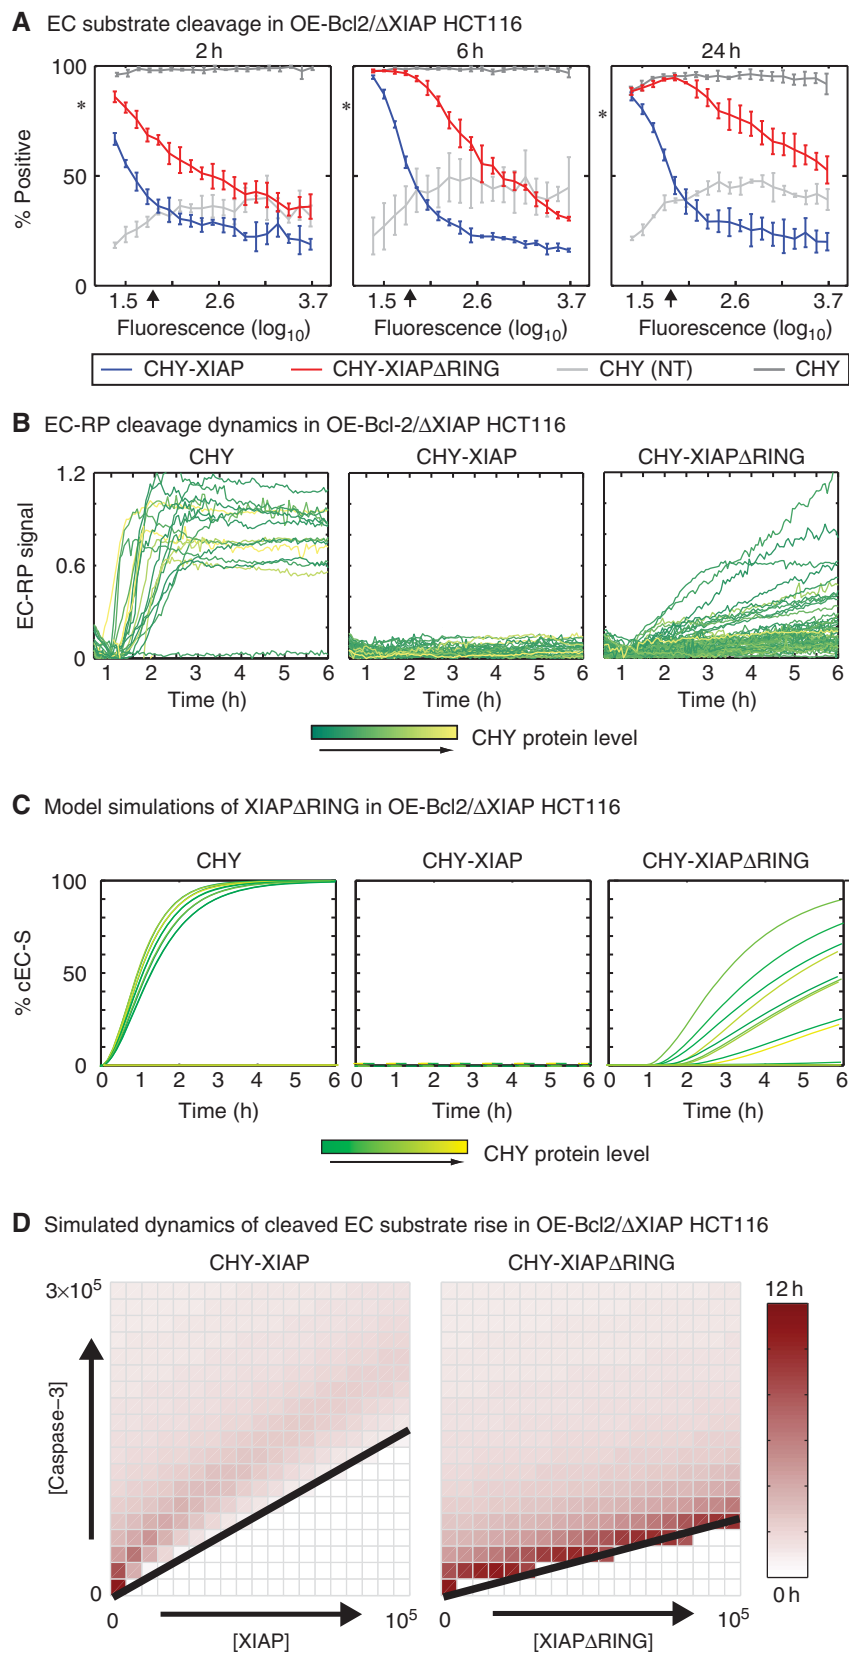 A EC substrate cleavage in OE-Bcl2/ΔXIAP HCT116
2 h 6 h 24 h
100
*
* *
50
0
% Positive
1.5 2.6 3.7 1.5 2.6 3.7 1.5 2.6 3.7
Fluorescence (log10) Fluorescence (log10) Fluorescence (log10)
CHY-XIAP CHY-XIAPΔRING CHY (NT) CHY
B EC-RP cleavage dynamics in OE-Bcl-2/ΔXIAP HCT116
CHY CHY-XIAP CHY-XIAPΔRING
1.2
0.6
0
EC-RP signal
1 2 3 4 5 6 1 2 3 4 5 6 1 2 3 4 5 6
Time (h) Time (h) Time (h)
CHY protein level
C Model simulations of XIAPΔRING in OE-Bcl2/ΔXIAP HCT116
CHY CHY-XIAP CHY-XIAPΔRING
100
50
0
% cEC-S
0 1 2 3 4 5 6 0 1 2 3 4 5 6 0 1 2 3 4 5 6
Time (h) Time (h) Time (h)
CHY protein level
D Simulated dynamics of cleaved EC substrate rise in OE-Bcl2/ΔXIAP HCT116
CHY-XIAP CHY-XIAPΔRING
3×10⁵ 12 h
[Caspase–3]
0 0 h
0 10⁵ 0 10⁵
[XIAP] [XIAPΔRING]